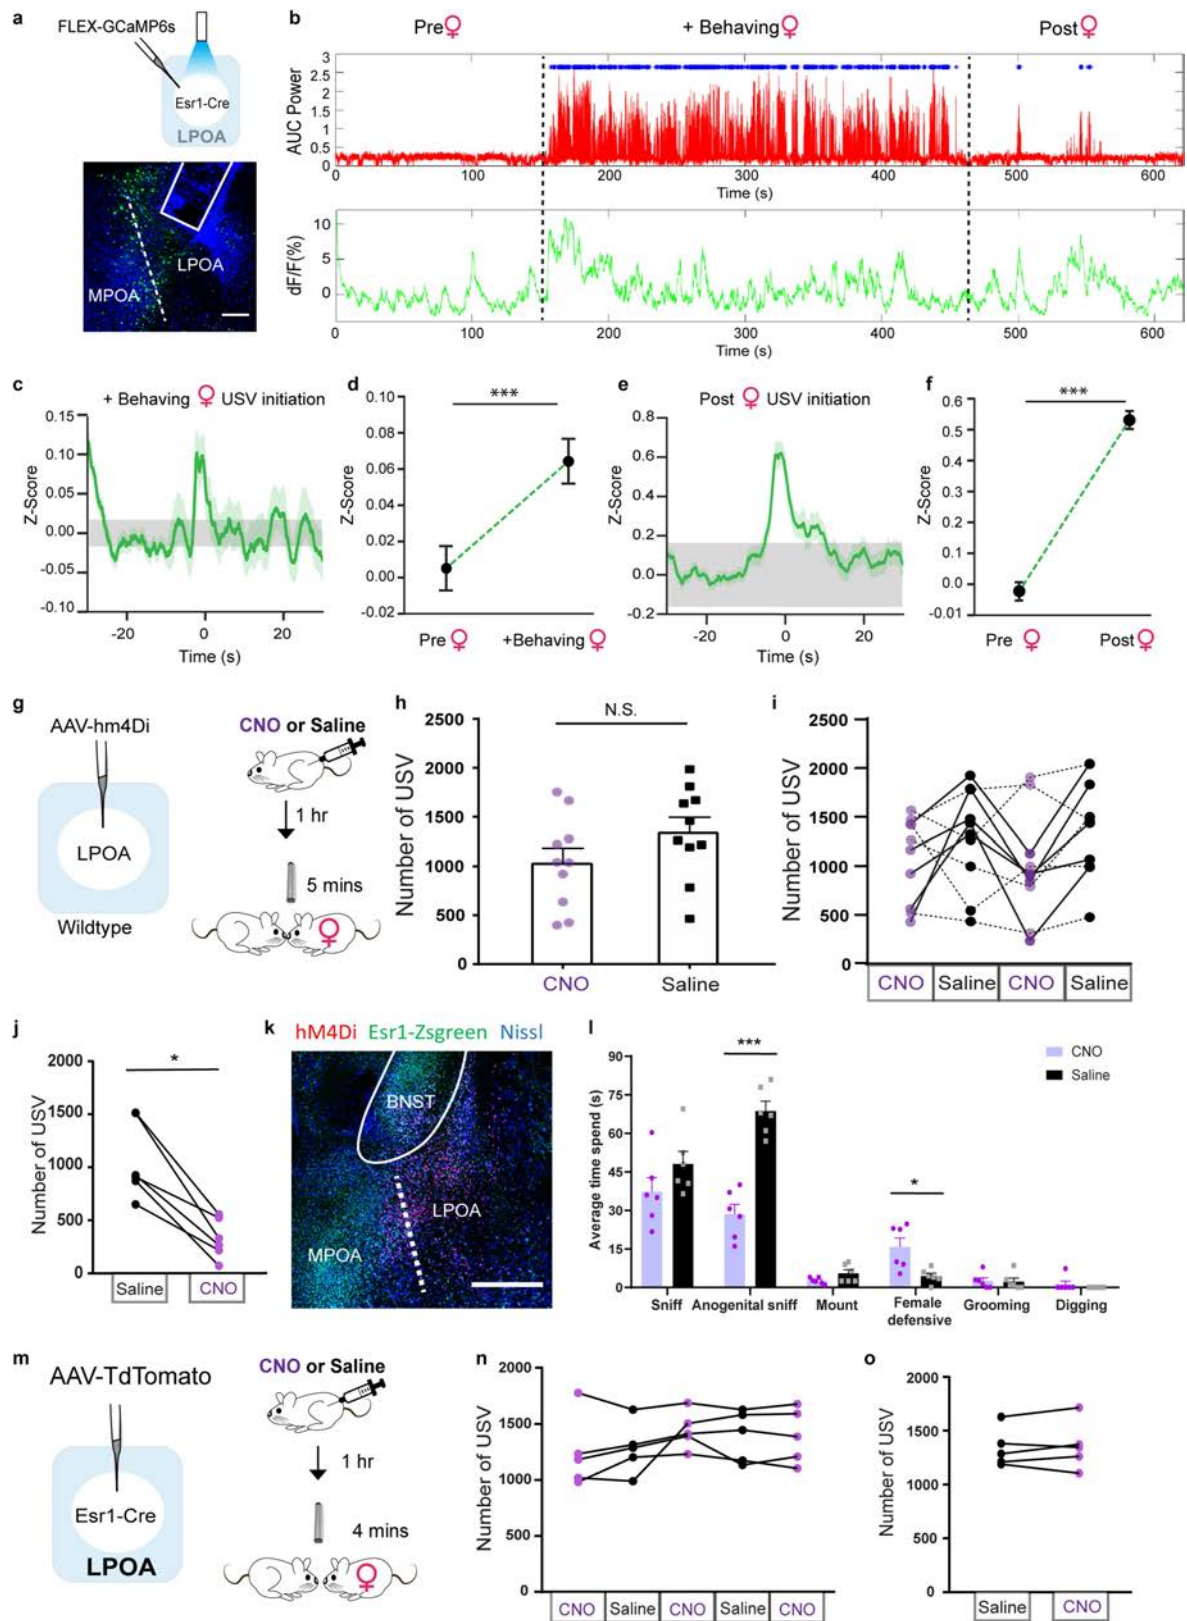 a
FLEX-GCaMP6s
Esr1-Cre
LPOA
LPOA
MPOA
b
Pre♀ + Behaving♀ Post♀
AUC Power
3
2.5
2
1.5
1
0.5
0
0 100 200 300 400 500 600
Time (s)
dF/F(%)
10
5
0
0 100 200 300 400 500 600
Time (s)
c
+ Behaving ♀ USV initiation
Z-Score
0.15
0.10
0.05
0.00
-0.05
-0.10
-20 0 20
Time (s)
d
***
Z-Score
0.10
0.08
0.06
0.04
0.02
0.00
-0.02
Pre♀ +Behaving♀
e
Post ♀ USV initiation
Z-Score
0.8
0.6
0.4
0.2
0.0
-0.2
-20 0 20
Time (s)
f
***
Z-Score
0.6
0.5
0.4
0.3
0.2
0.1
0.0
-0.01
Pre♀ Post♀
g
AAV-hm4Di
LPOA
Wildtype
CNO or Saline
1 hr
5 mins
♀
h
N.S.
Number of USV
2500
2000
1500
1000
500
0
CNO Saline
i
Number of USV
2500
2000
1500
1000
500
0
CNO Saline CNO Saline
j
*
Number of USV
2000
1500
1000
500
0
Saline CNO
k
hM4Di Esr1-Zsgreen Nissl
BNST
LPOA
MPOA
l
***
*
CNO
Saline
Average time spend (s)
90
75
60
45
30
15
0
Sniff Anogenital sniff Mount Female defensive Grooming Digging
m
AAV-TdTomato
Esr1-Cre
LPOA
CNO or Saline
1 hr
4 mins
♀
n
Number of USV
2000
1500
1000
500
0
CNO Saline CNO Saline CNO
o
Number of USV
2000
1500
1000
500
0
Saline CNO